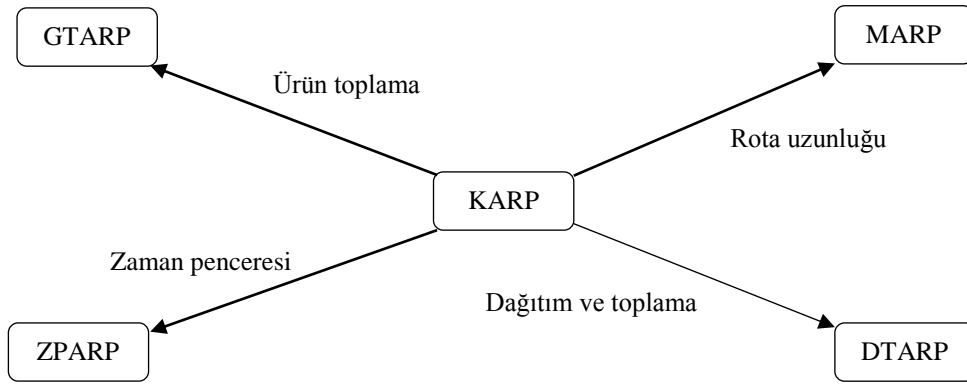 GTARP
MARP
Ürün toplama
Rota uzunluğu
KARP
Zaman penceresi
Dağıtım ve toplama
ZPARP
DTARP